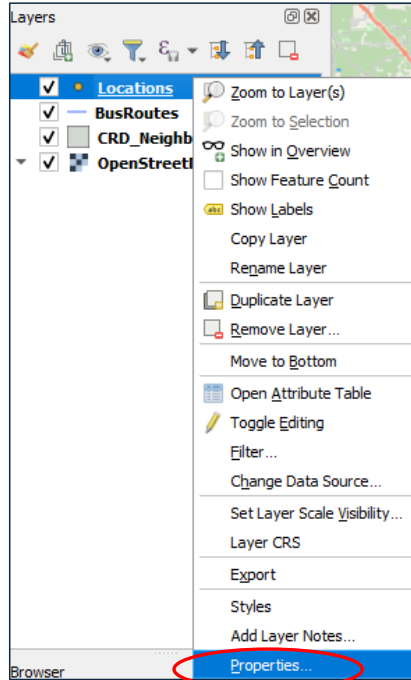 Layers
Locations
BusRoutes
CRD_Neighb
OpenStreetI
Zoom to Layer(s)
Zoom to Selection
Show in Overview
Show Feature Count
abc Show Labels
Copy Layer
Rename Layer
Duplicate Layer
Remove Layer...
Move to Bottom
Open Attribute Table
Toggle Editing
Filter...
Change Data Source...
Set Layer Scale Visibility...
Layer CRS
Export
Styles
Add Layer Notes...
Properties...
Browser